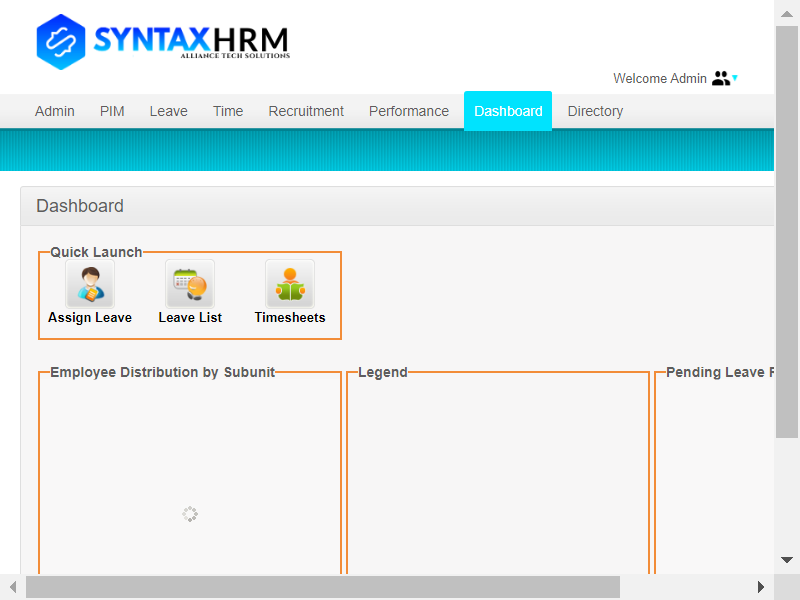 SYNTAXHRM
ALLIANCE TECH SOLUTIONS
Welcome Admin
Admin PIM Leave Time Recruitment Performance Dashboard Directory
Dashboard
Quick Launch
Assign Leave Leave List Timesheets
Employee Distribution by Subunit Legend Pending Leave